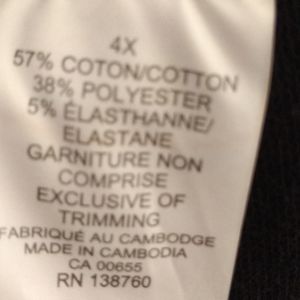 4X
57% COTON/COTTON
38% POLYESTER
5% ÉLASTHANNE/
ELASTANE
GARNITURE NON
COMPRISE
EXCLUSIVE OF
TRIMMING
FABRIQUÉ AU CAMBODGE
MADE IN CAMBODIA
CA 00655
RN 138760